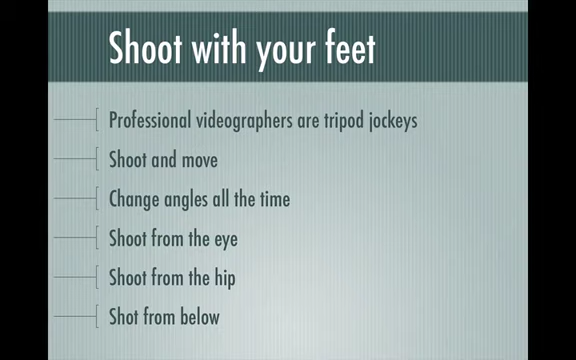 Shoot with your feet
Professional videographers are tripod jockeys
Shoot and move
Change angles all the time
Shoot from the eye
Shoot from the hip
Shot from below